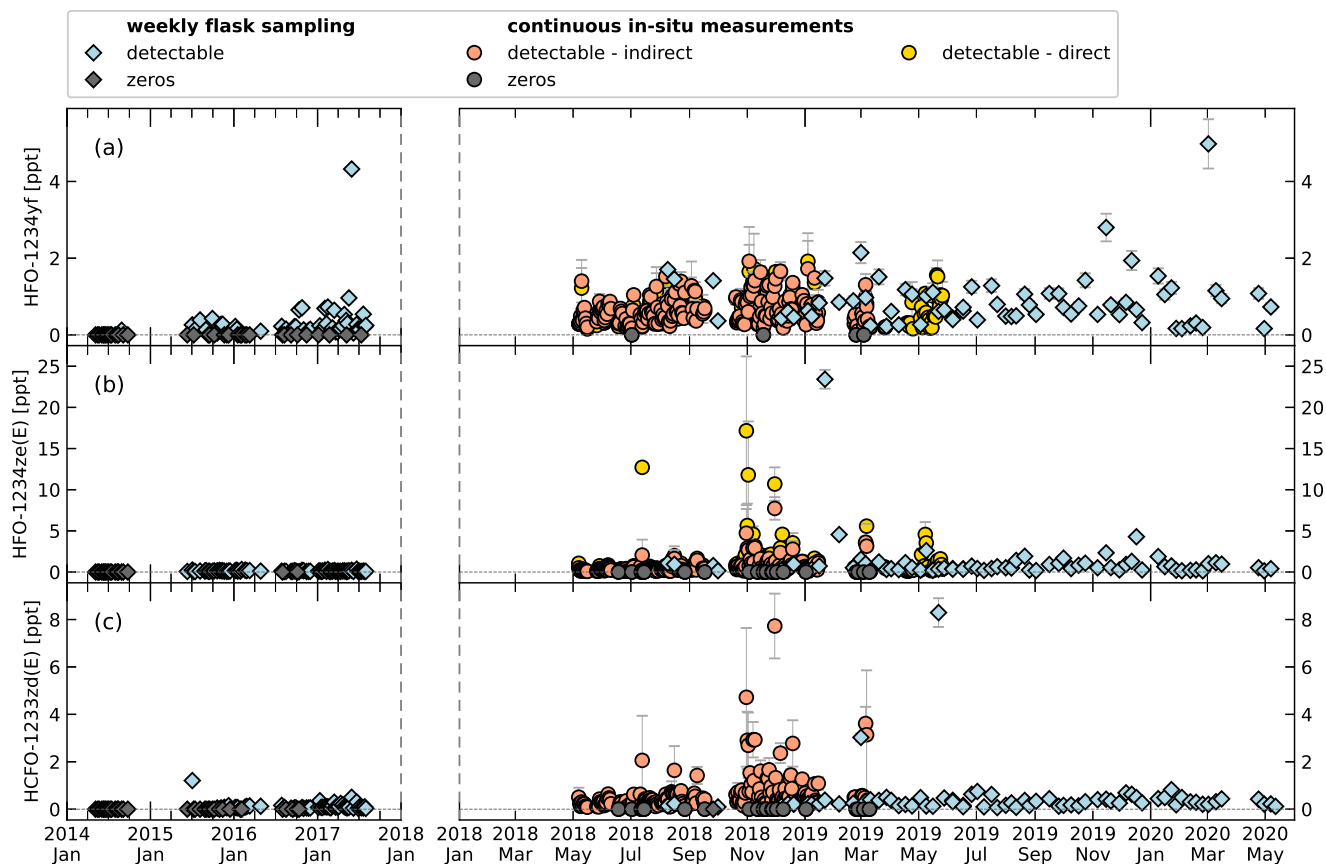 weekly flask sampling continuous in-situ measurements
detectable detectable - indirect detectable - direct
zeros zeros
(a)
HFO-1234yf [ppt]
4 4
2 2
0 0
(b)
HFO-1234ze(E) [ppt]
25 25
20 20
15 15
10 10
5 5
0 0
(c)
HCFO-1233zd(E) [ppt]
8 8
6 6
4 4
2 2
0 0
2014 2015 2016 2017 2018 2018 2018 2018 2018 2018 2018 2019 2019 2019 2019 2019 2019 2020 2020 2020
Jan Jan Jan Jan Jan Jan Mar May Jul Sep Nov Jan Mar May Jul Sep Nov Jan Mar May